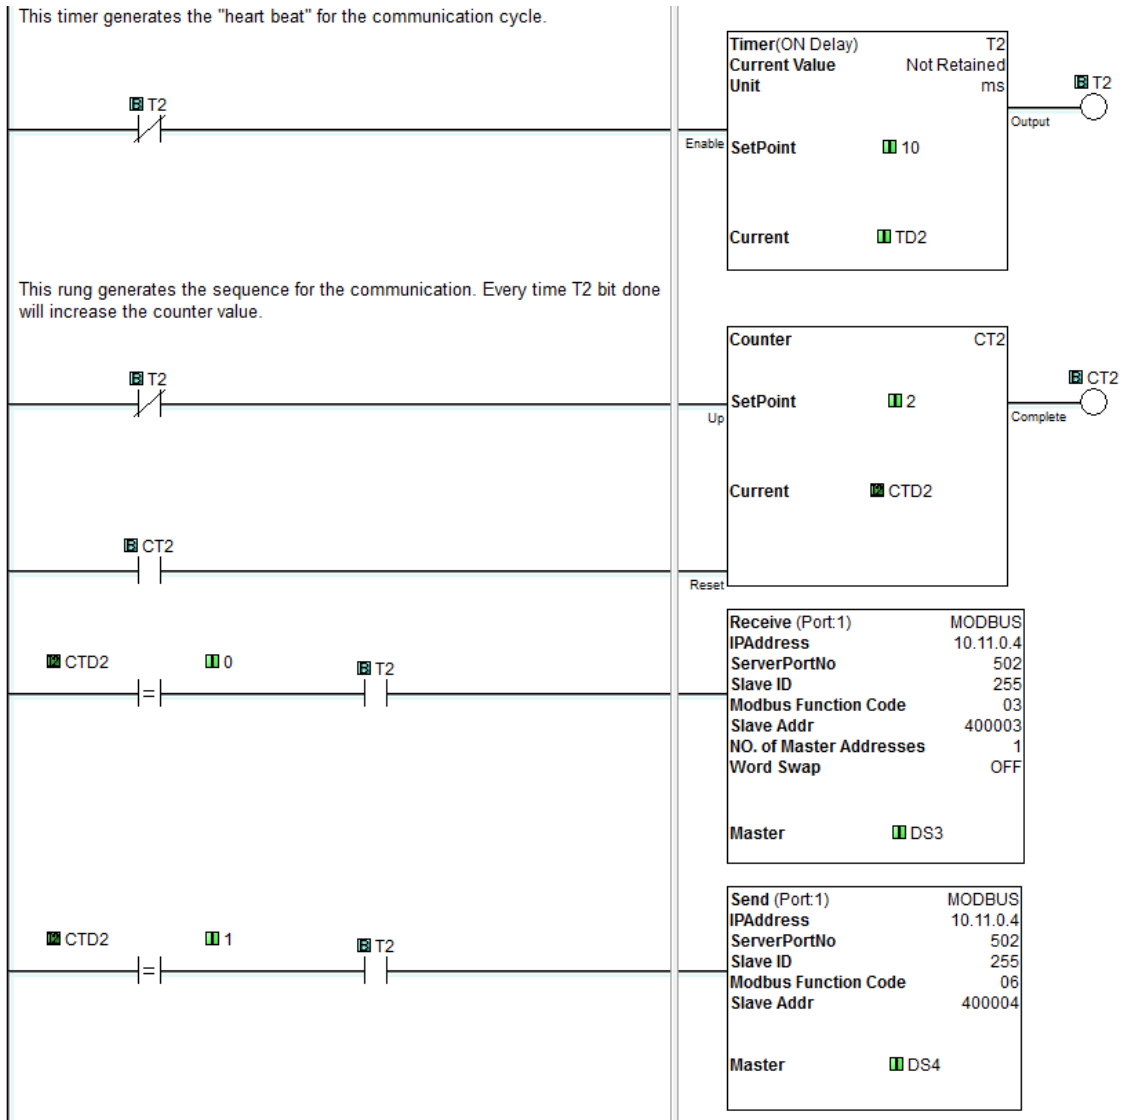 This timer generates the "heart beat" for the communication cycle.
Timer(ON Delay) T2
Current Value Not Retained
Unit ms
B T2
B T2
Output
Enable
SetPoint 10
Current TD2
This rung generates the sequence for the communication. Every time T2 bit done
will increase the counter value.
Counter CT2
B T2
B CT2
SetPoint 2
Up
Complete
Current CTD2
B CT2
Reset
Receive (Port:1) MODBUS
IPAddress 10.11.0.4
ServerPortNo 502
CTD2 0 B T2
Slave ID 255
Modbus Function Code 03
=
Slave Addr 400003
NO. of Master Addresses 1
Word Swap OFF
Master DS3
Send (Port:1) MODBUS
IPAddress 10.11.0.4
ServerPortNo 502
CTD2 1 B T2
Slave ID 255
=
Modbus Function Code 06
Slave Addr 400004
Master DS4